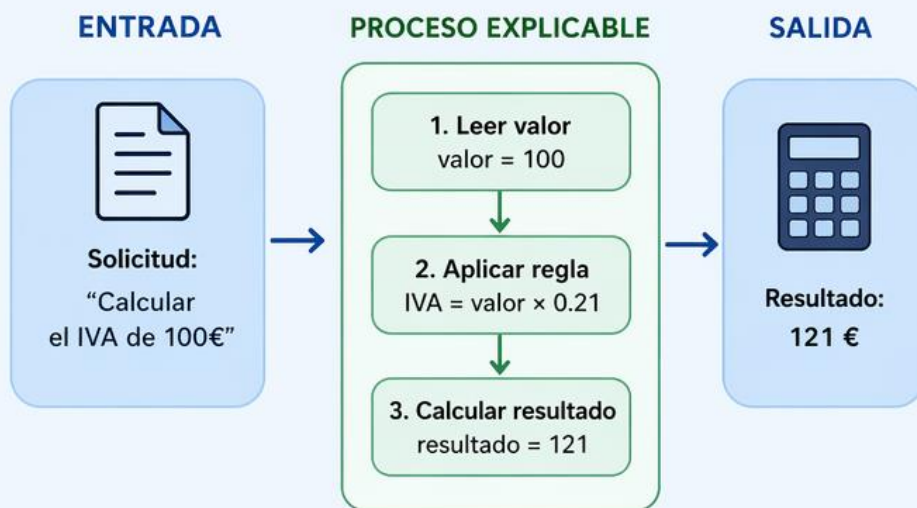 ENTRADA
Solicitud:
“Calcular
el IVA de 100€”
PROCESO EXPLICABLE
1. Leer valor
valor = 100
2. Aplicar regla
IVA = valor × 0.21
3. Calcular resultado
resultado = 121
SALIDA
Resultado:
121 €